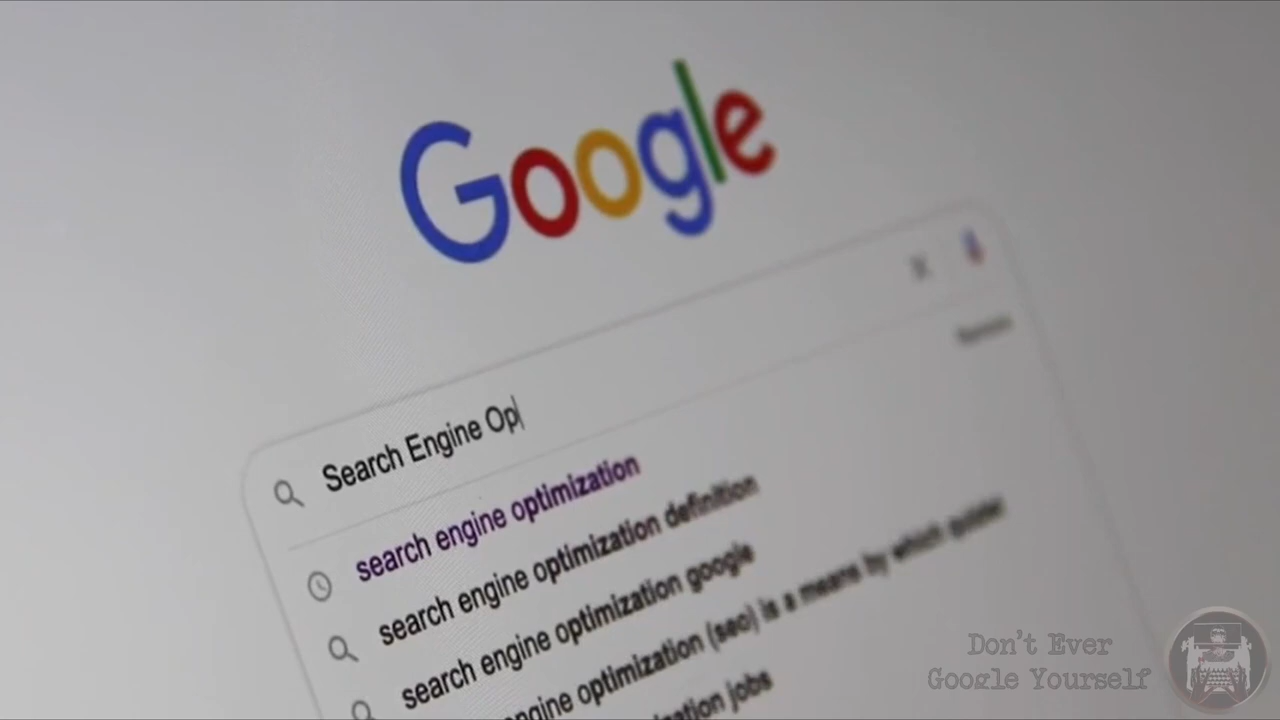 Google
Search Engine Op
search engine optimization
search engine optimization definition
search engine optimization google
engine optimization (seo) is a means by which
jobs
Don't Ever
Google Yourself